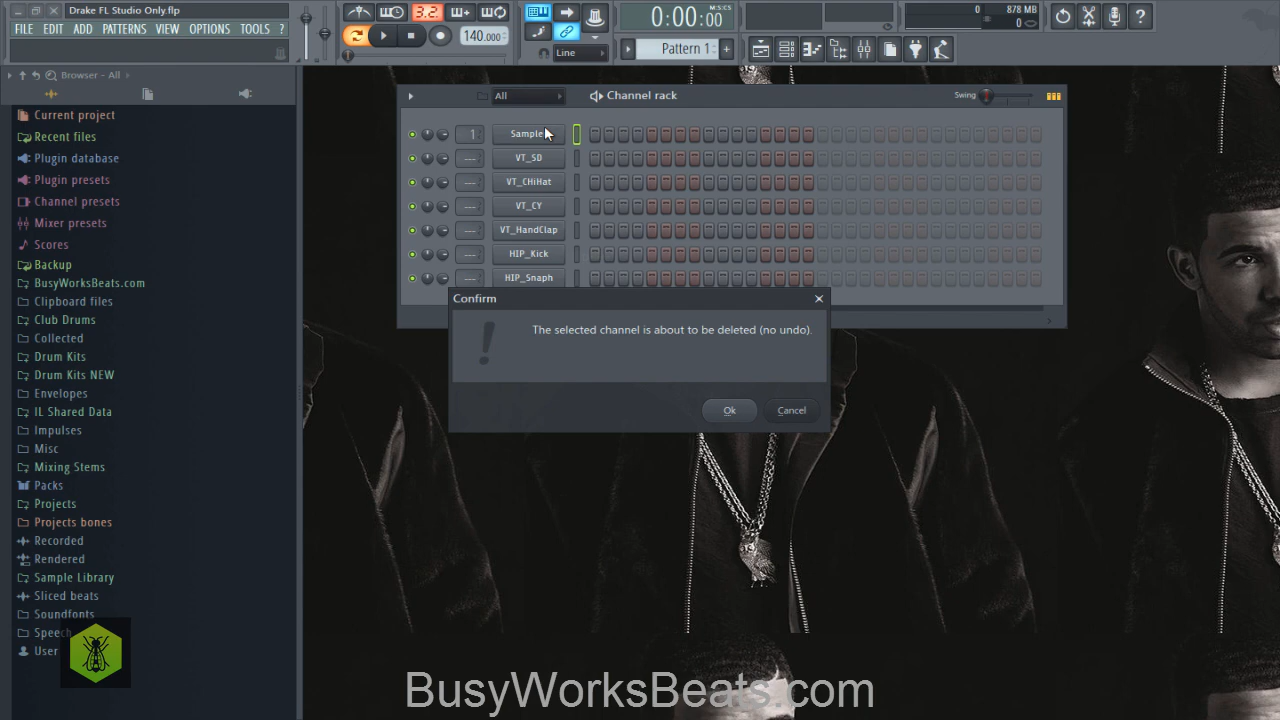 Drake FL Studio Only.flp
FILE EDIT ADD PATTERNS VIEW OPTIONS TOOLS ?
3.2
140.000
Line
0:00:00
M:S:CS
Pattern 1
0
878 MB
0
Browser - All
Current project
Recent files
Plugin database
Plugin presets
Channel presets
Mixer presets
Scores
Backup
BusyWorksBeats.com
Clipboard files
Club Drums
Collected
Drum Kits
Drum Kits NEW
Envelopes
IL Shared Data
Impulses
Misc
Mixing Stems
Packs
Projects
Projects bones
Recorded
Rendered
Sample Library
Sliced beats
Soundfonts
Speech
User
All
Channel rack
Swing
1 Sampler
--- VT_SD
--- VT_CHiHat
--- VT_CY
--- VT_HandClap
--- HIP_Kick
--- HIP_Snaph
Confirm
The selected channel is about to be deleted (no undo).
Ok
Cancel
BusyWorksBeats.com